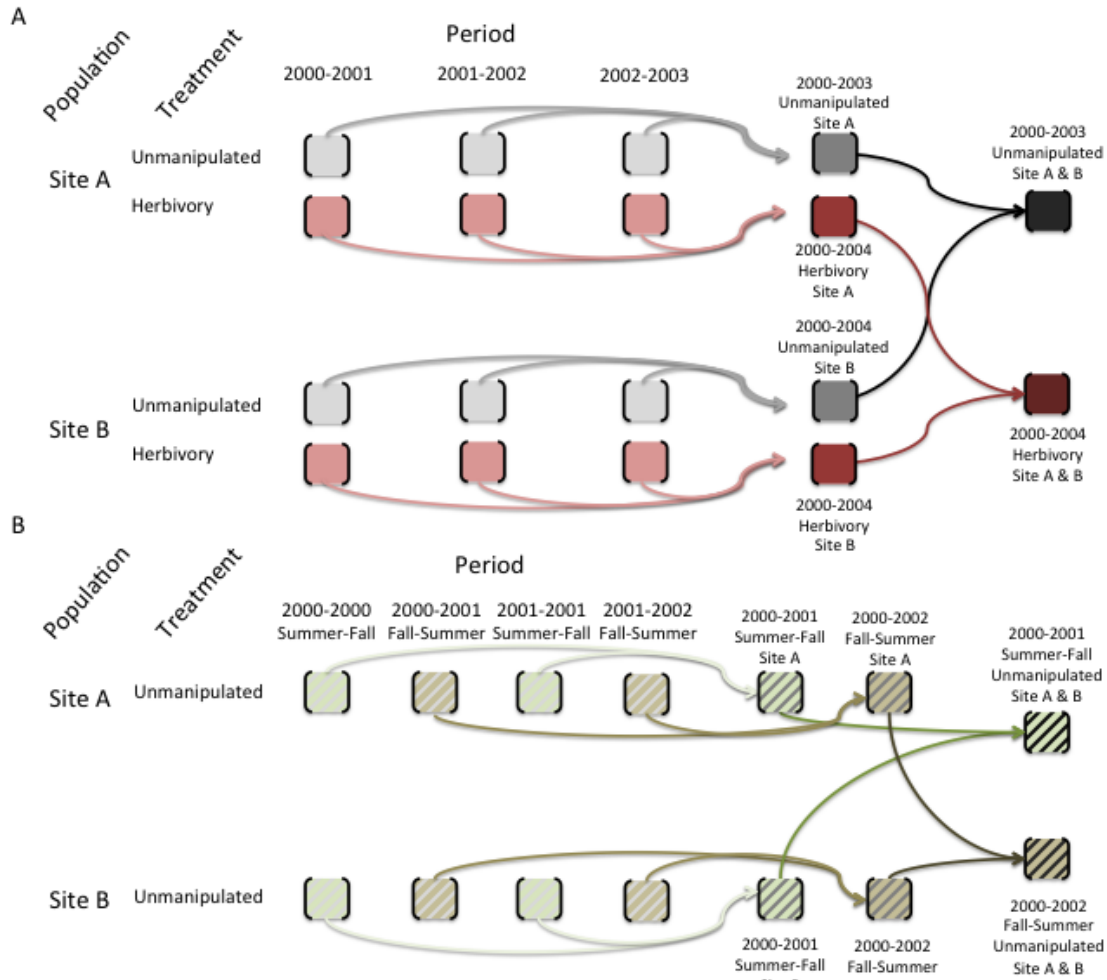 A
Population
Treatment
Period
2000-2001
2001-2002
2002-2003
Site A
Unmanipulated
Herbivory
2000-2003
Unmanipulated
Site A
2000-2004
Herbivory
Site A
2000-2003
Unmanipulated
Site A & B
Site B
Unmanipulated
Herbivory
2000-2004
Unmanipulated
Site B
2000-2004
Herbivory
Site B
2000-2004
Herbivory
Site A & B
B
Population
Treatment
Period
2000-2000
Summer-Fall
2000-2001
Fall-Summer
2001-2001
Summer-Fall
2001-2002
Fall-Summer
2000-2001
Summer-Fall
Site A
2000-2002
Fall-Summer
Site A
2000-2001
Summer-Fall
Unmanipulated
Site A & B
Site A
Unmanipulated
Site B
Unmanipulated
2000-2001
Summer-Fall
2000-2002
Fall-Summer
2000-2002
Fall-Summer
Unmanipulated
Site A & B